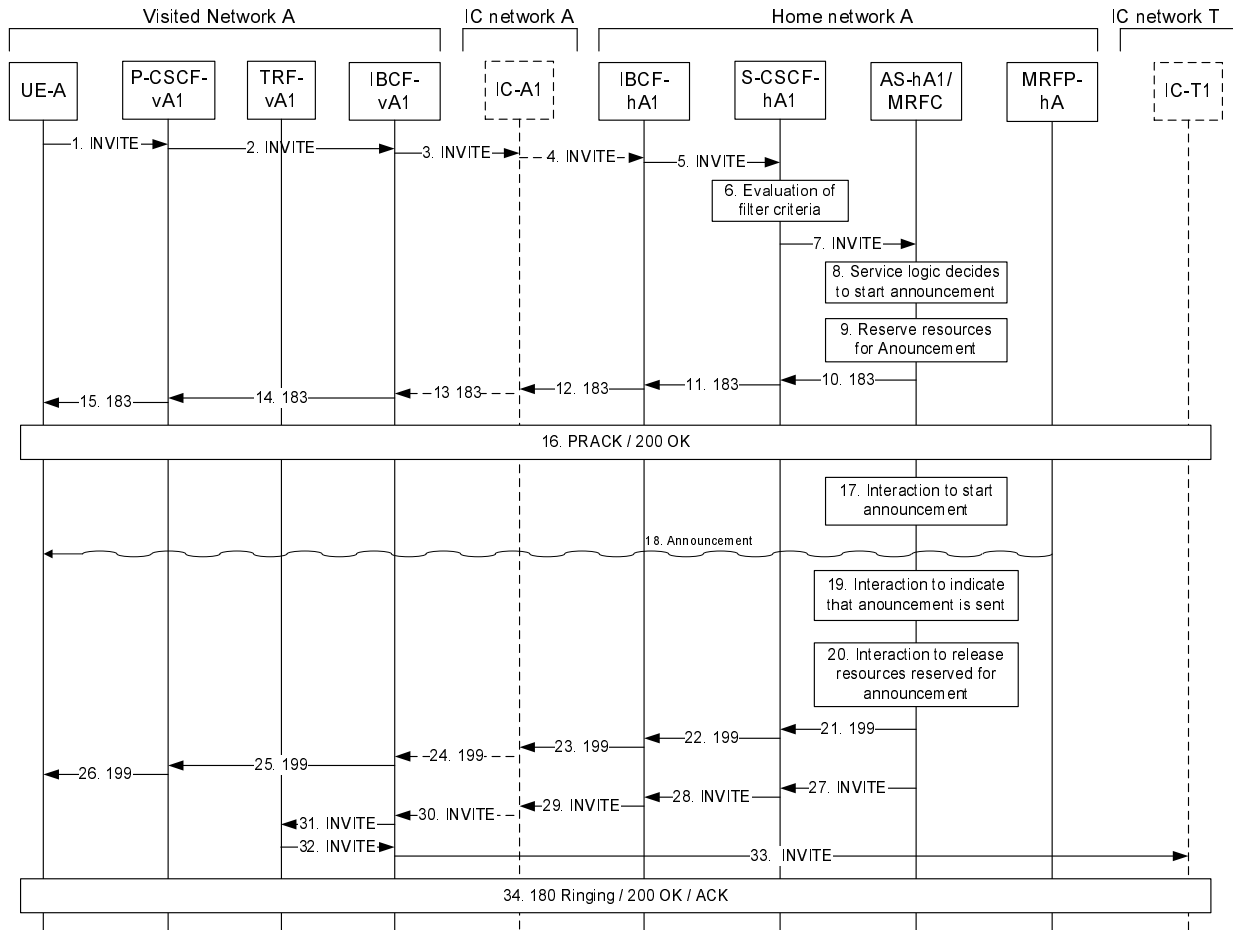 Visited Network A
IC network A
Home network A
IC network T
UE-A
P-CSCF-
vA1
TRF-
vA1
IBCF-
vA1
IC-A1
IBCF-
hA1
S-CSCF-
hA1
AS-hA1/
MRFC
MRFP-
hA
IC-T1
1. INVITE
2. INVITE
3. INVITE
4. INVITE
5. INVITE
6. Evaluation of
filter criteria
7. INVITE
8. Service logic decides
to start announcement
9. Reserve resources
for Anouncement
10. 183
11. 183
12. 183
13 183
14. 183
15. 183
16. PRACK / 200 OK
17. Interaction to start
announcement
18. Announcement
19. Interaction to indicate
that anouncement is sent
20. Interaction to release
resources reserved for
announcement
21. 199
22. 199
23. 199
24. 199
25. 199
26. 199
27. INVITE
28. INVITE
29. INVITE
30. INVITE
31. INVITE
32. INVITE
33. INVITE
34. 180 Ringing / 200 OK / ACK